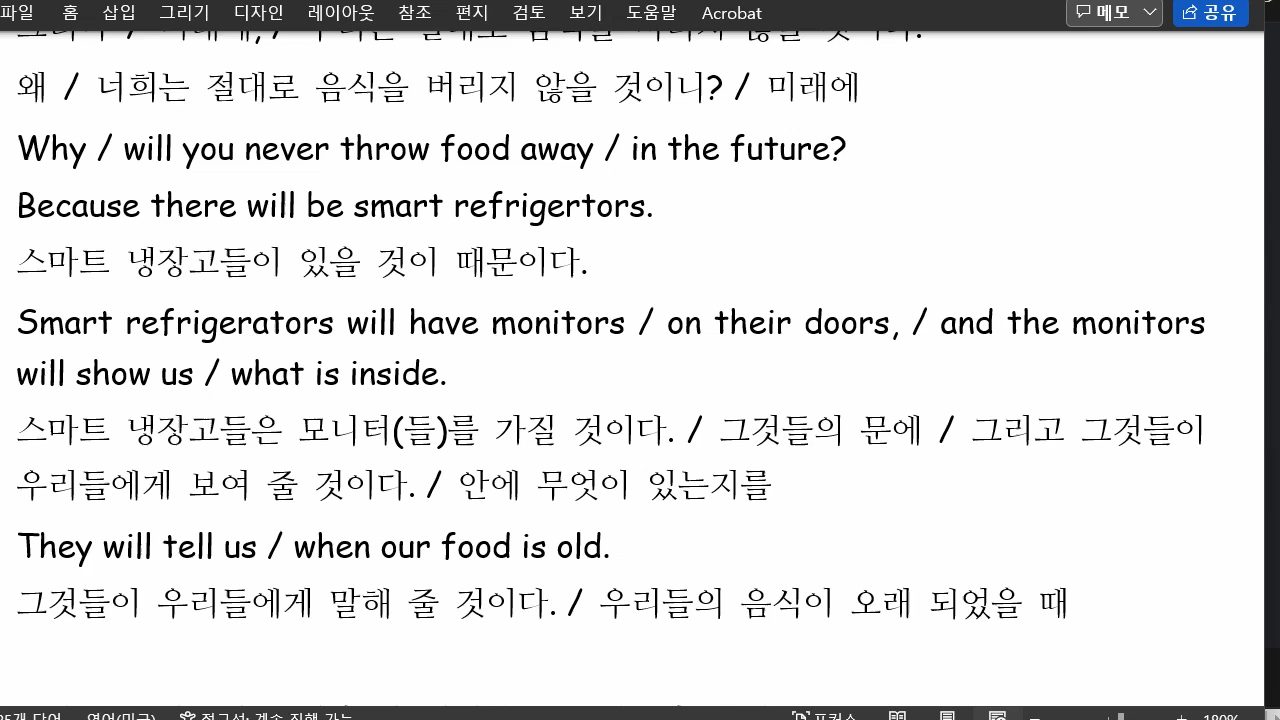 파일 홈 삽입 그리기 디자인 레이아웃 참조 편지 검토 보기 도움말 Acrobat 메모 공유
왜 / 너희는 절대로 음식을 버리지 않을 것이니? / 미래에
Why / will you never throw food away / in the future?
Because there will be smart refrigertors.
스마트 냉장고들이 있을 것이 때문이다.
Smart refrigerators will have monitors / on their doors, / and the monitors
will show us / what is inside.
스마트 냉장고들은 모니터(들)를 가질 것이다. / 그것들의 문에 / 그리고 그것들이
우리들에게 보여 줄 것이다. / 안에 무엇이 있는지를
They will tell us / when our food is old.
그것들이 우리들에게 말해 줄 것이다. / 우리들의 음식이 오래 되었을 때